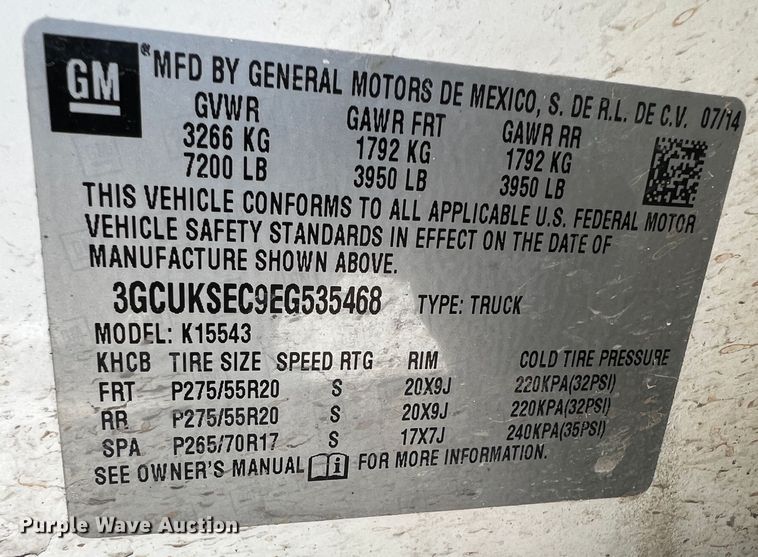 GM
® MFD BY GENERAL MOTORS DE MEXICO, S. DE R.L. DE C.V. 07/14
GVWR GAWR FRT GAWR RR
3266 KG 1792 KG 1792 KG
7200 LB 3950 LB 3950 LB
THIS VEHICLE CONFORMS TO ALL APPLICABLE U.S. FEDERAL MOTOR
VEHICLE SAFETY STANDARDS IN EFFECT ON THE DATE OF
MANUFACTURE SHOWN ABOVE.
3GCUKSEC9EG535468 TYPE: TRUCK
MODEL: K15543
KHCB TIRE SIZE SPEED RTG RIM COLD TIRE PRESSURE
FRT P275/55R20 S 20X9J 220KPA(32PSI)
RR P275/55R20 S 20X9J 220KPA(32PSI)
SPA P265/70R17 S 17X7J 240KPA(35PSI)
SEE OWNER'S MANUAL i FOR MORE INFORMATION.
Purple Wave Auction